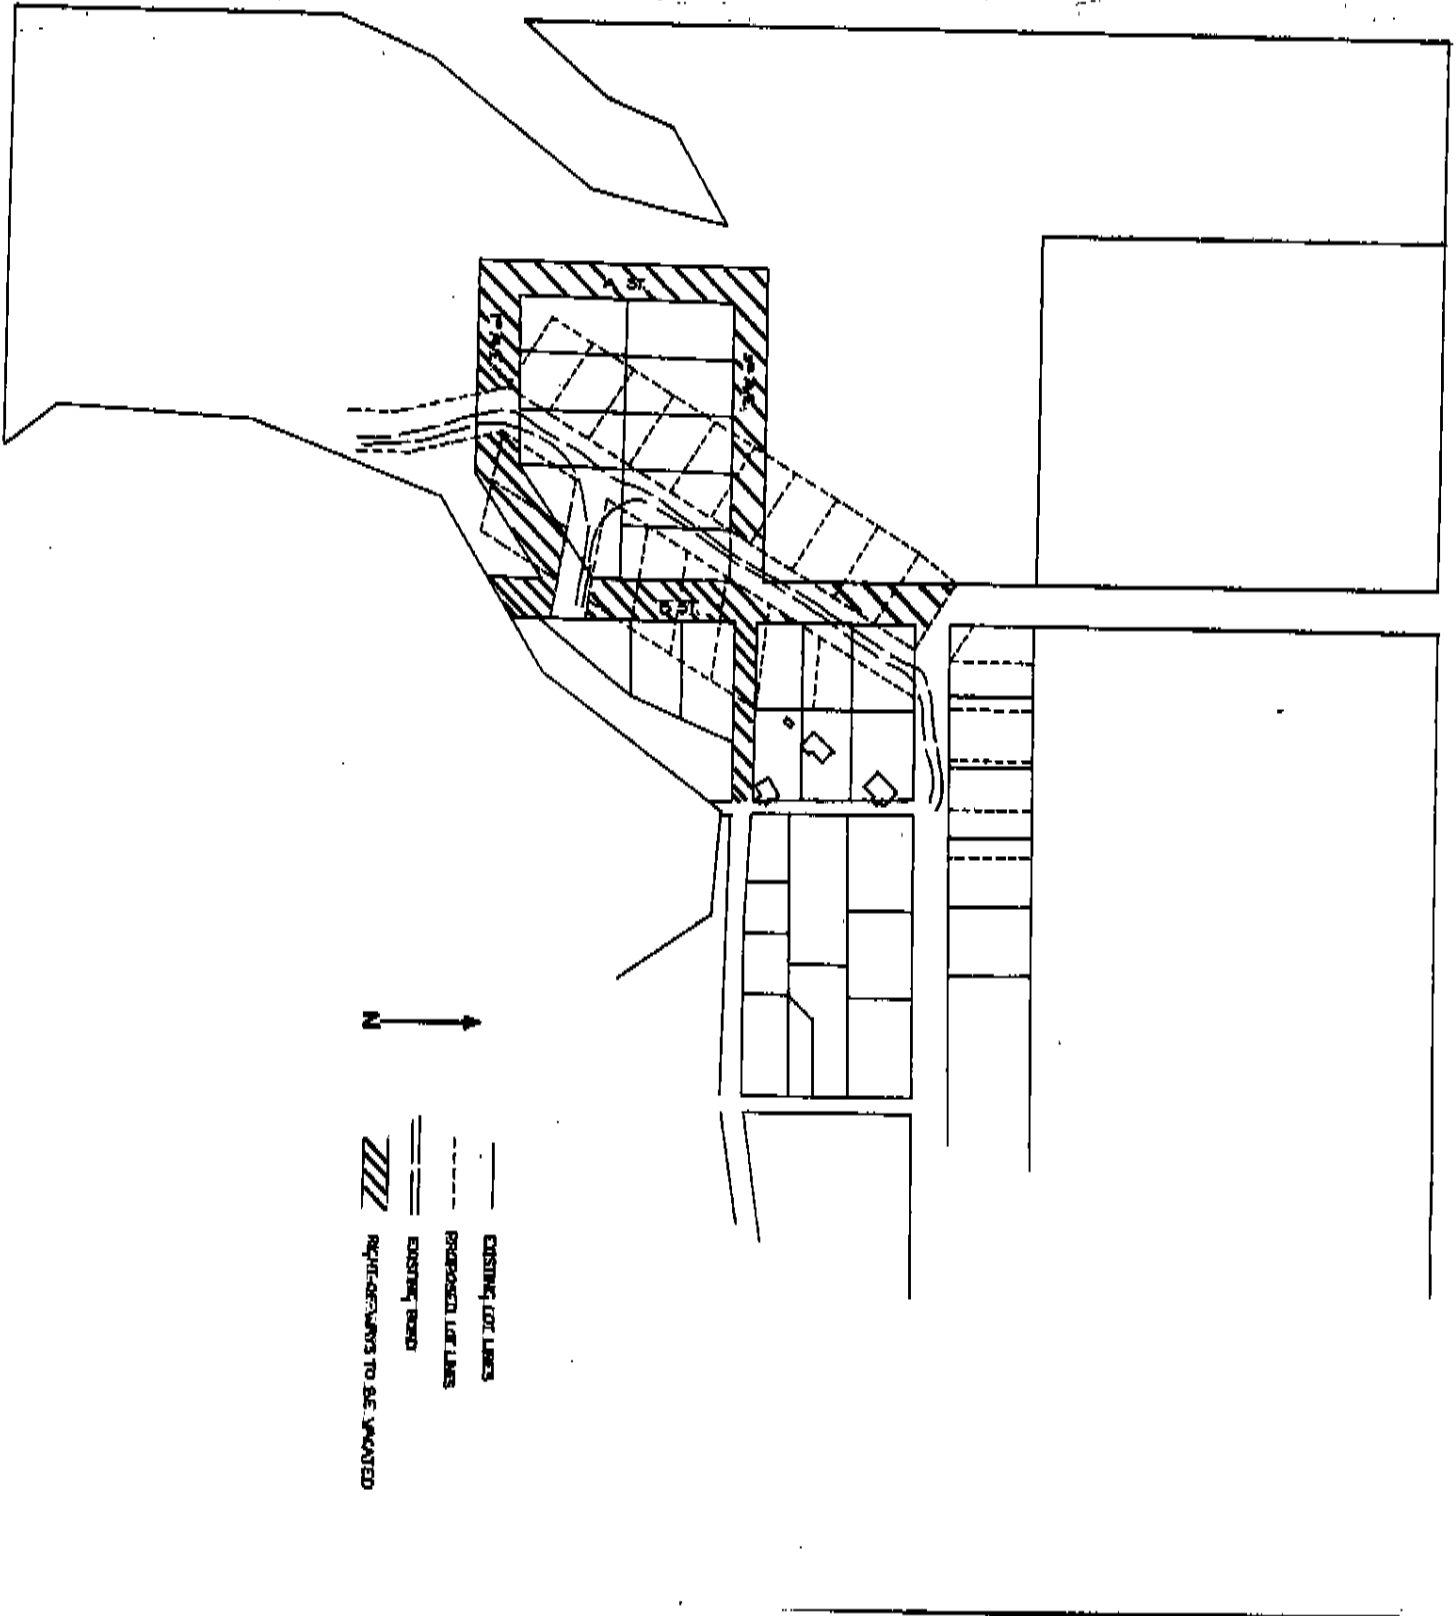 A ST.
B ST.
N
EXISTING LOT LINES
PROPOSED LOT LINES
EXISTING ROAD
RIGHT-OF-WAYS TO BE VACATED